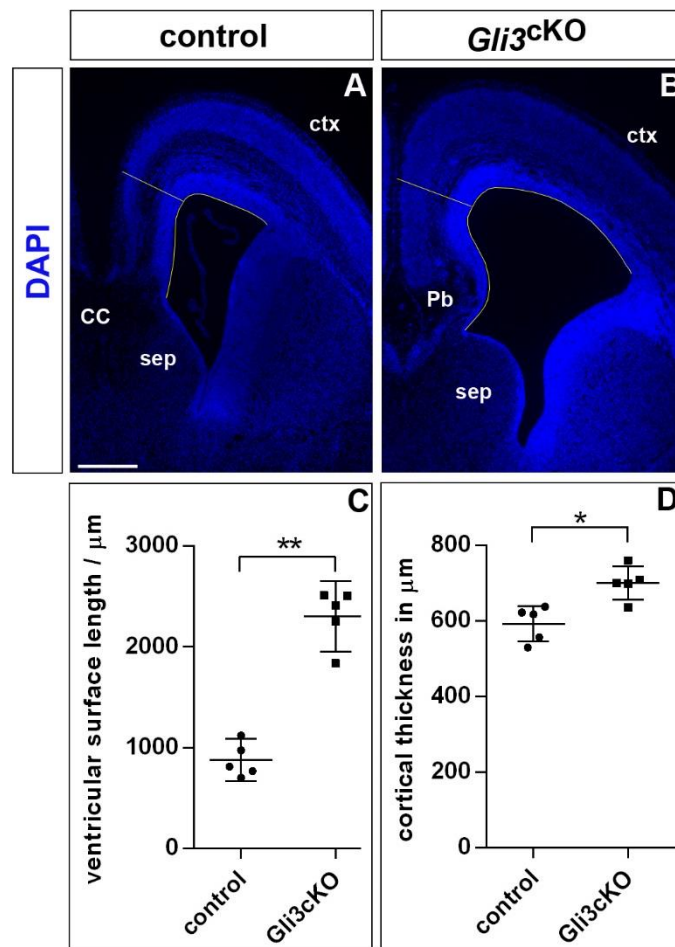 control
Gli3cKO
DAPI
A
ctx
CC
sep
B
ctx
Pb
sep
C
ventricular surface length / μm
3000
2000
1000
0
**
control
Gli3cKO
D
cortical thickness in μm
800
600
400
200
0
*
control
Gli3cKO